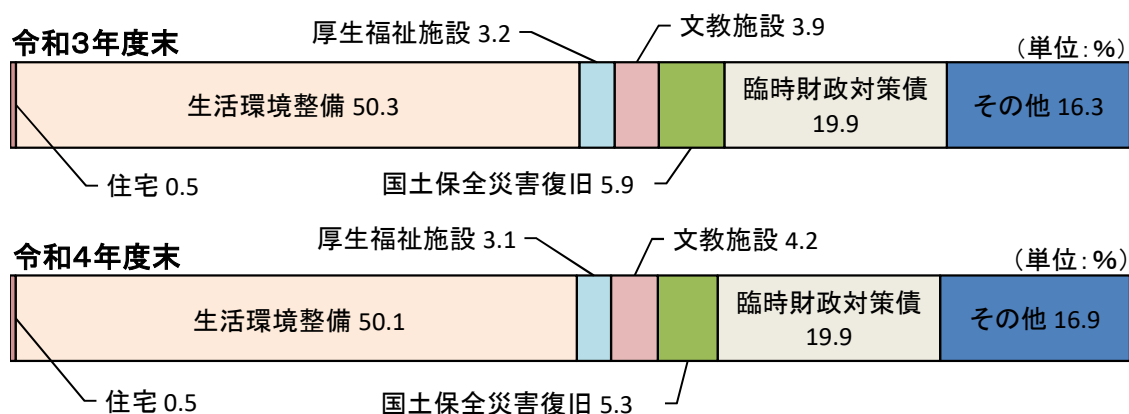 令和3年度末
厚生福祉施設 3.2
文教施設 3.9
（単位：%）
生活環境整備 50.3
臨時財政対策債
19.9
その他 16.3
住宅 0.5
国土保全災害復旧 5.9
令和4年度末
厚生福祉施設 3.1
文教施設 4.2
（単位：%）
生活環境整備 50.1
臨時財政対策債
19.9
その他 16.9
住宅 0.5
国土保全災害復旧 5.3